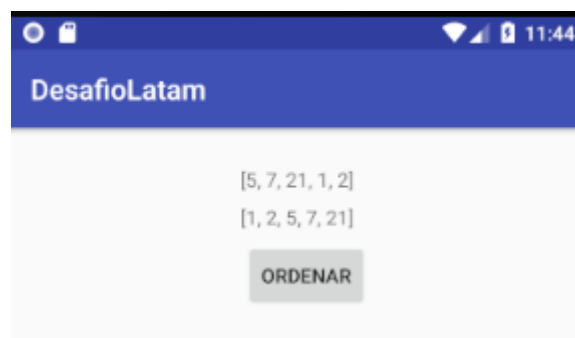 11:44
DesafioLatam
[5, 7, 21, 1, 2]
[1, 2, 5, 7, 21]
ORDENAR